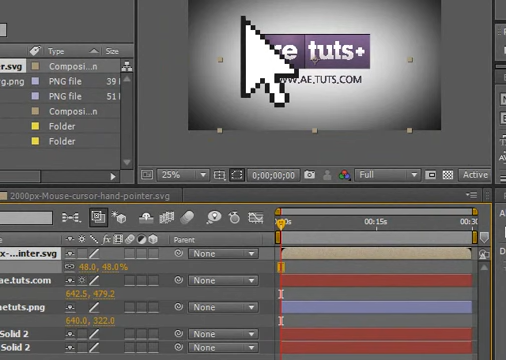 Type
Size
r.svg
Composi...n
g.png
PNG file
39
PNG file
51
Composi...n
Folder
Folder
e tuts+
W.AE.TUTS.COM
25%
0;00;00;00
Full
Active
2000px-Mouse-cursor-hand-pointer.svg
Parent
00s
00:15s
00:30
x-...inter.svg
None
48.0, 48.0%
ae.tuts.com
None
642.5, 479.2
etuts.png
None
640.0, 322.0
Solid 2
None
Solid 2
None